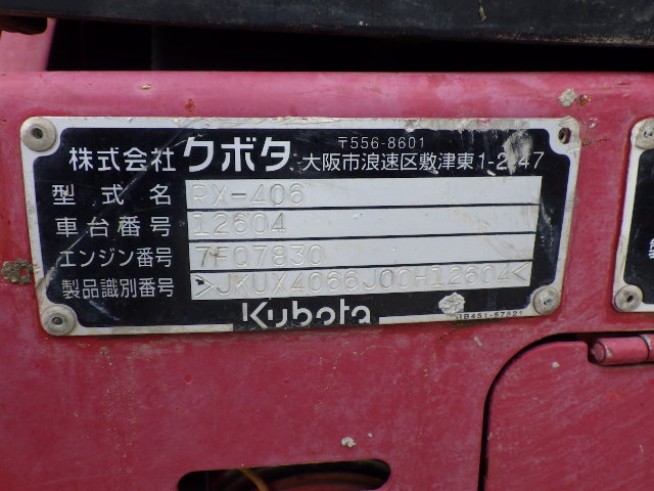 株式会社 クボタ 〒556-8601
大阪市浪速区敷津東1-2-47
型式名 RX-406
車台番号 12604
エンジン番号 7FQ7830
製品識別番号 >JKUX4066J00H12604<
Kubota